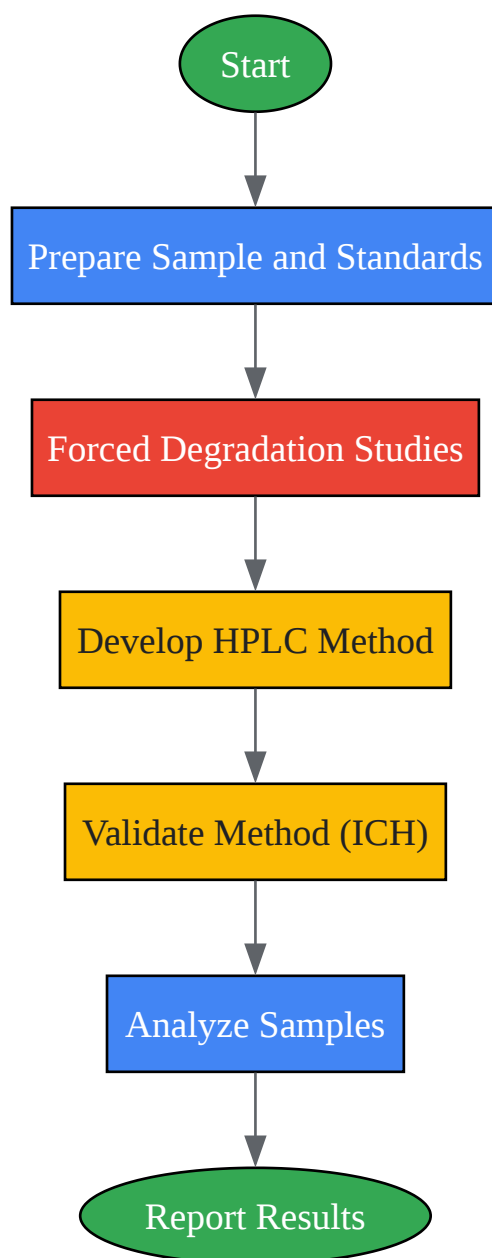 Start
Prepare Sample and Standards
Forced Degradation Studies
Develop HPLC Method
Validate Method (ICH)
Analyze Samples
Report Results